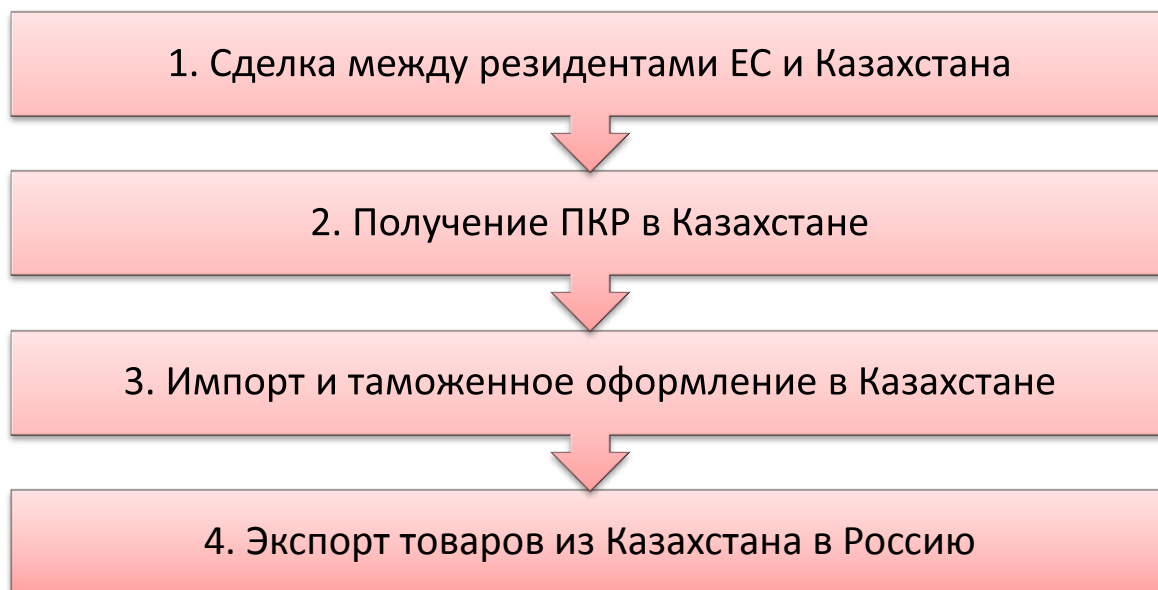 1. Сделка между резидентами ЕС и Казахстана
2. Получение ПКР в Казахстане
3. Импорт и таможенное оформление в Казахстане
4. Экспорт товаров из Казахстана в Россию